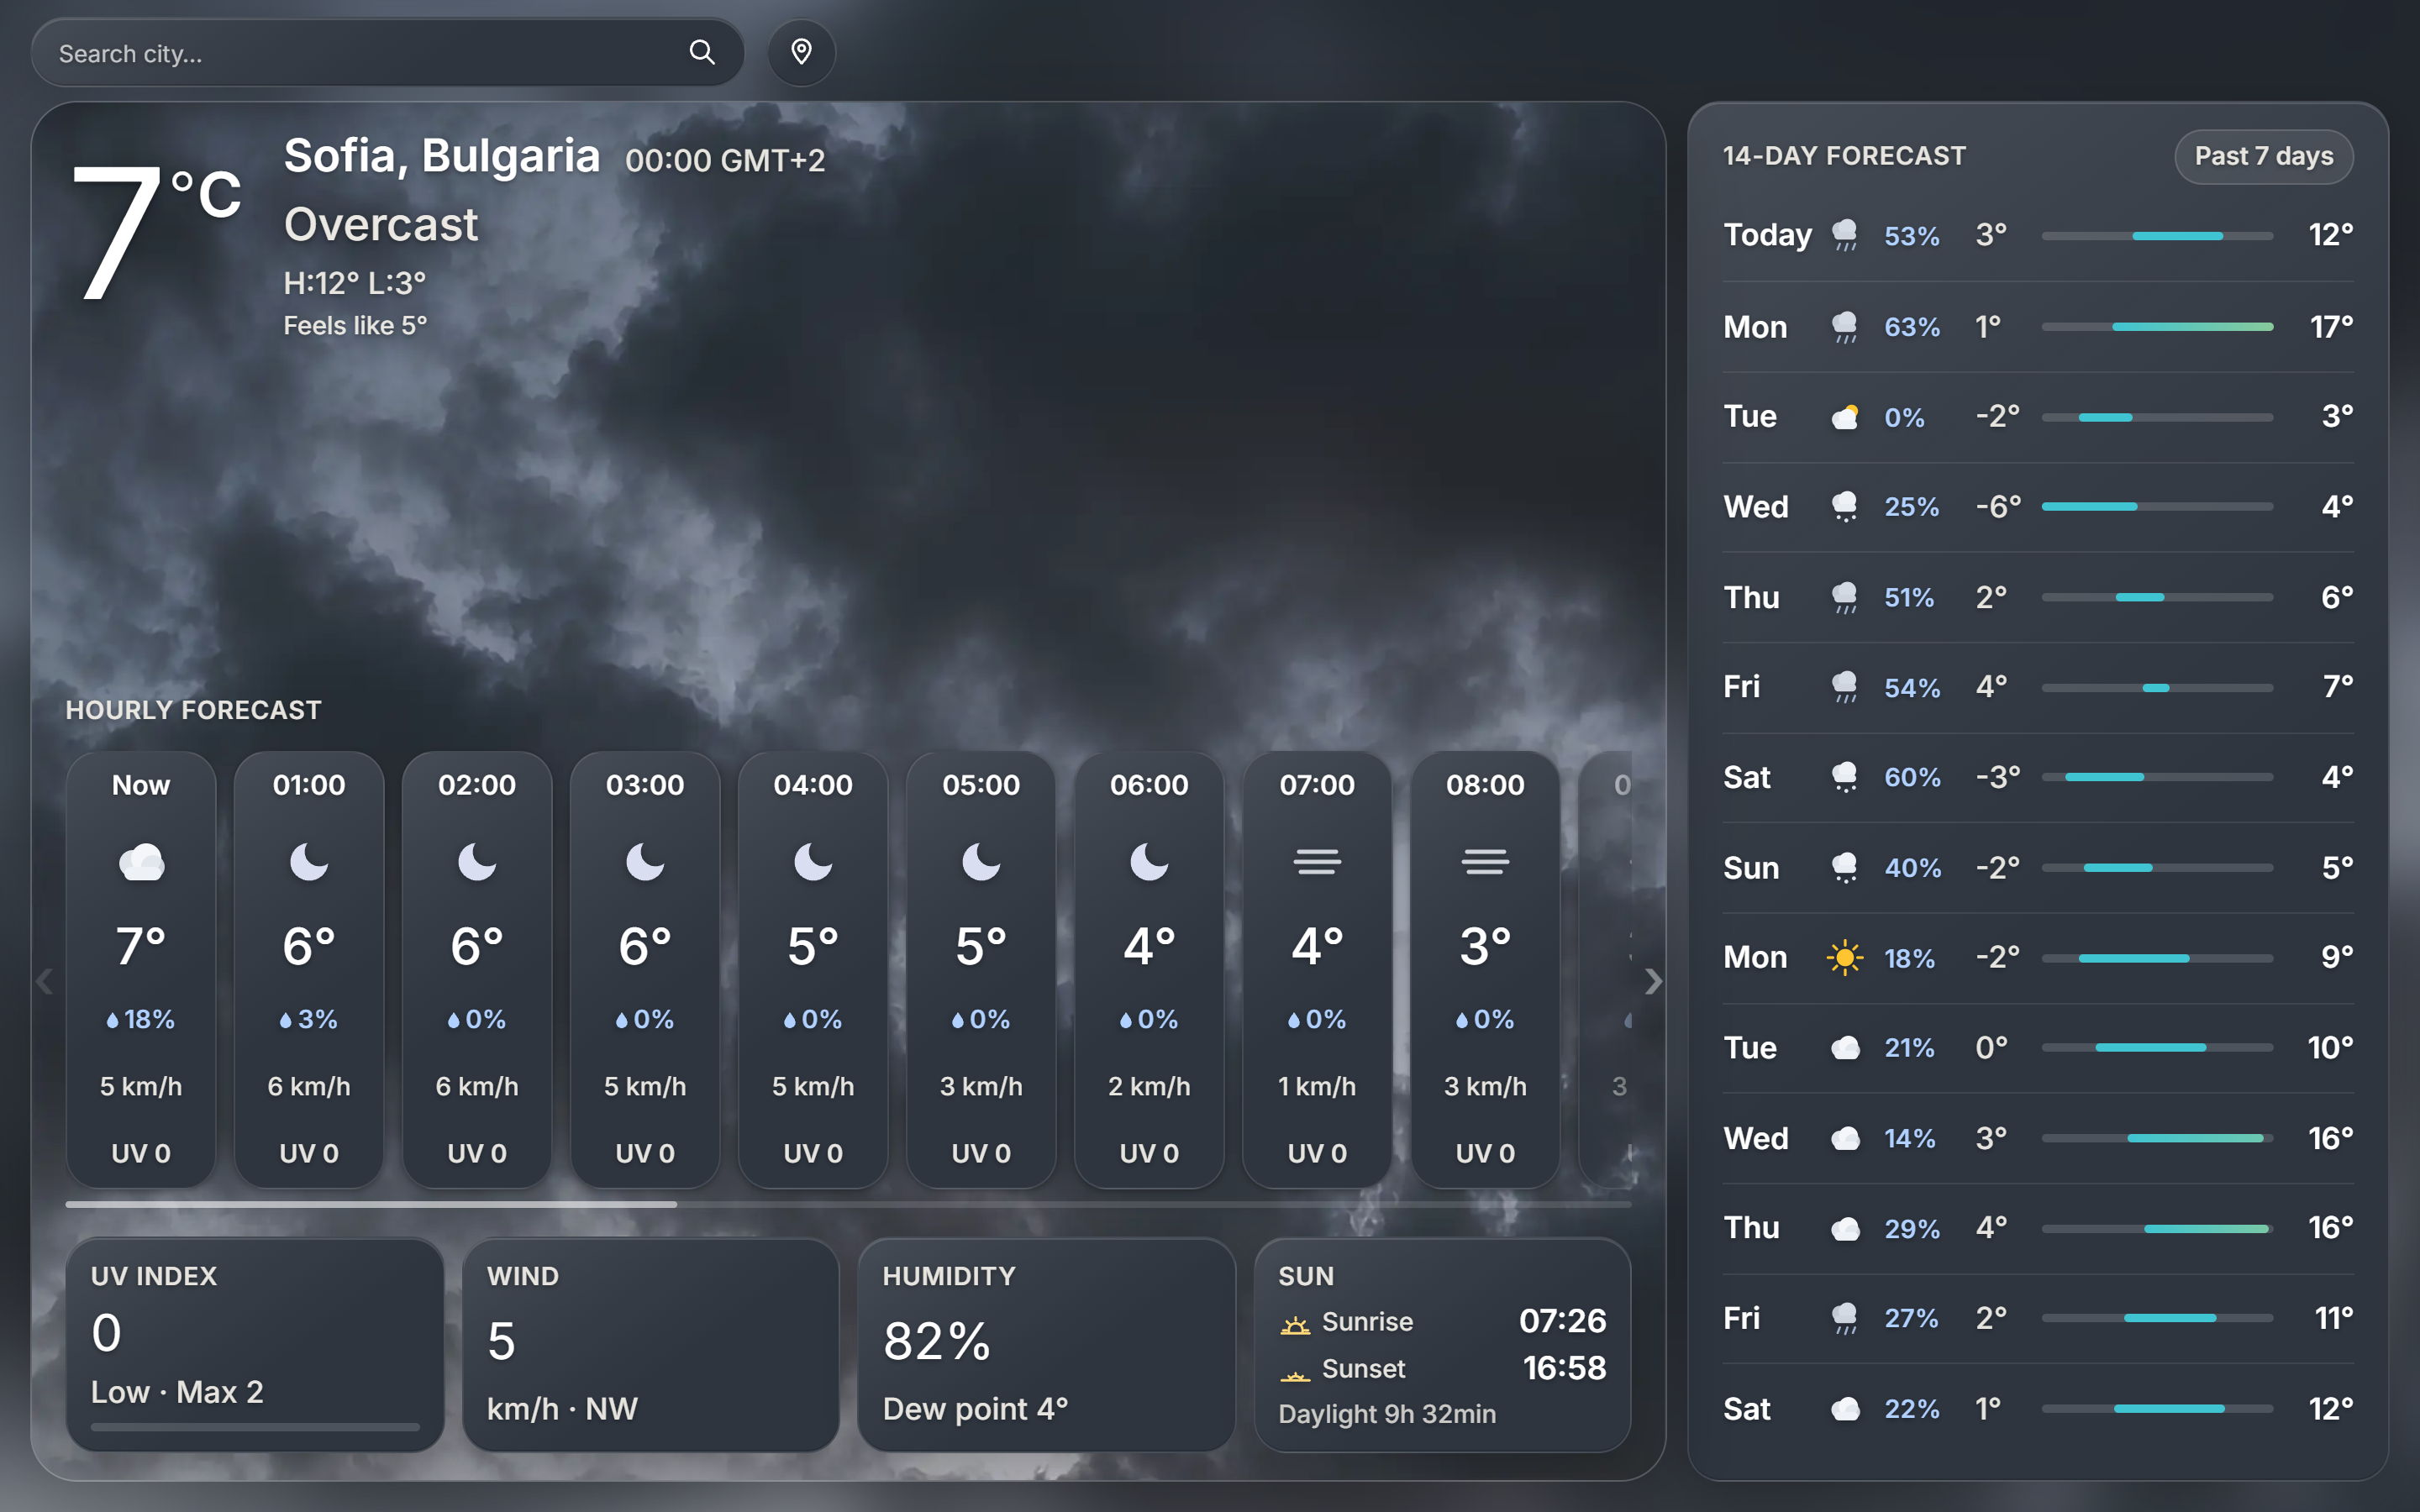 Search city...
7°C
Sofia, Bulgaria 00:00 GMT+2
Overcast
H:12° L:3°
Feels like 5°
HOURLY FORECAST
Now 01:00 02:00 03:00 04:00 05:00 06:00 07:00 08:00
7° 6° 6° 6° 5° 5° 4° 4° 3°
18% 3% 0% 0% 0% 0% 0% 0% 0%
5 km/h 6 km/h 6 km/h 5 km/h 5 km/h 3 km/h 2 km/h 1 km/h 3 km/h 3
UV 0 UV 0 UV 0 UV 0 UV 0 UV 0 UV 0 UV 0 UV 0
UV INDEX
0
Low · Max 2
WIND
5
km/h · NW
HUMIDITY
82%
Dew point 4°
SUN
Sunrise 07:26
Sunset 16:58
Daylight 9h 32min
14-DAY FORECAST Past 7 days
Today 53% 3° 12°
Mon 63% 1° 17°
Tue 0% -2° 3°
Wed 25% -6° 4°
Thu 51% 2° 6°
Fri 54% 4° 7°
Sat 60% -3° 4°
Sun 40% -2° 5°
Mon 18% -2° 9°
Tue 21% 0° 10°
Wed 14% 3° 16°
Thu 29% 4° 16°
Fri 27% 2° 11°
Sat 22% 1° 12°